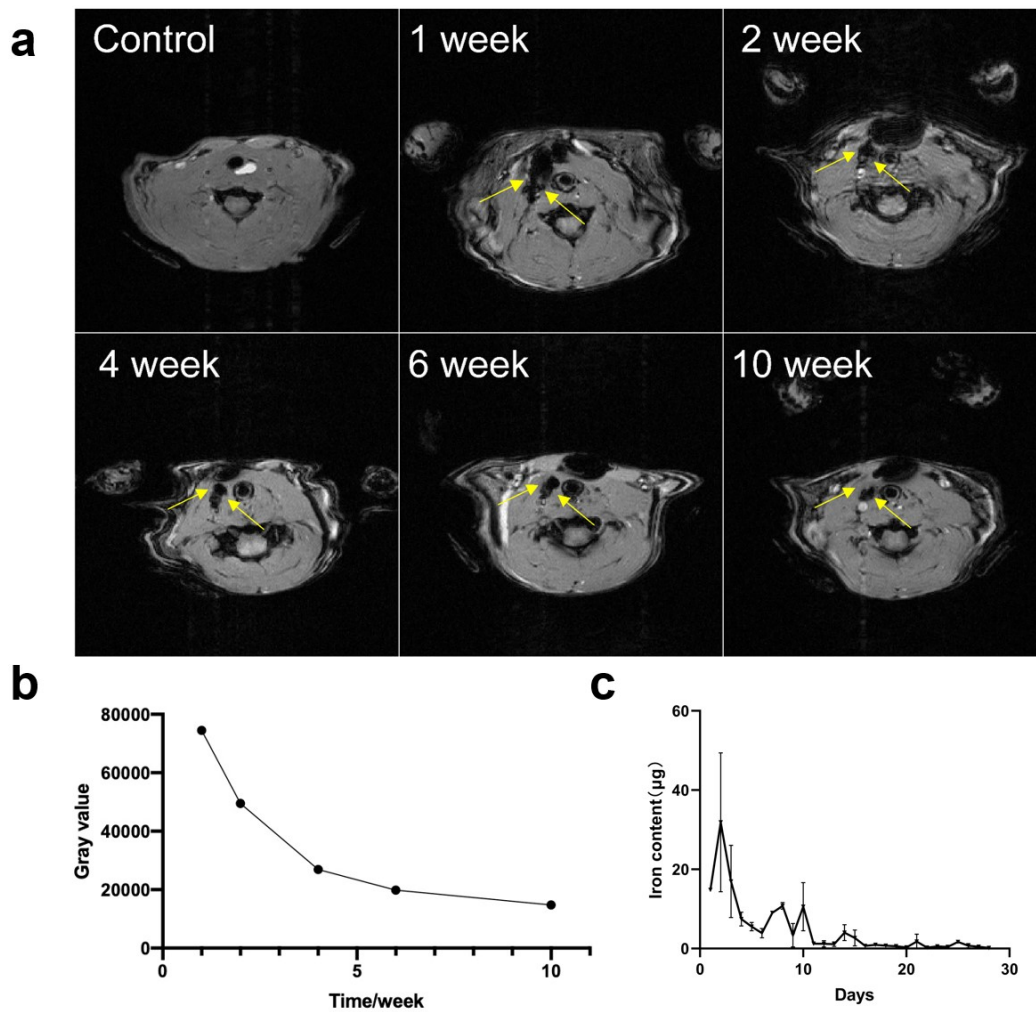 a
Control
1 week
2 week
4 week
6 week
10 week
b
80000
60000
40000
20000
0
Gray value
0
5
10
Time/week
c
60
40
20
0
Iron content(μg)
0
10
20
30
Days